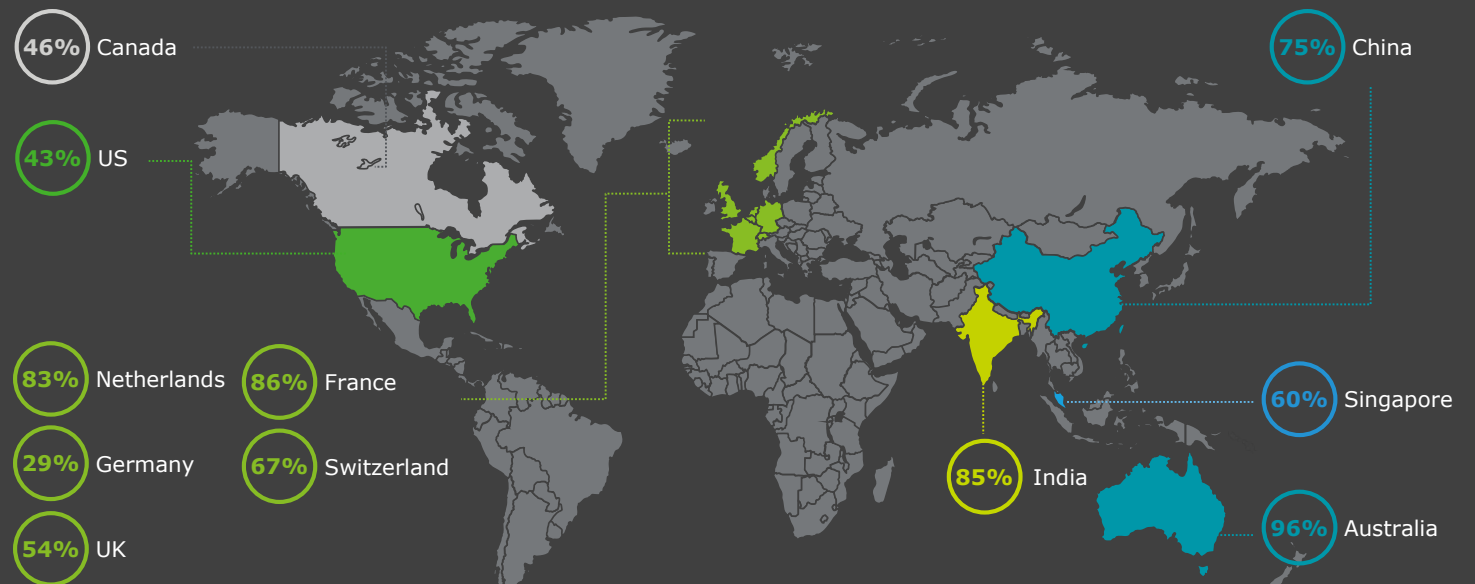 46% Canada
75% China
43% US
83% Netherlands
86% France
60% Singapore
29% Germany
67% Switzerland
85% India
96% Australia
54% UK